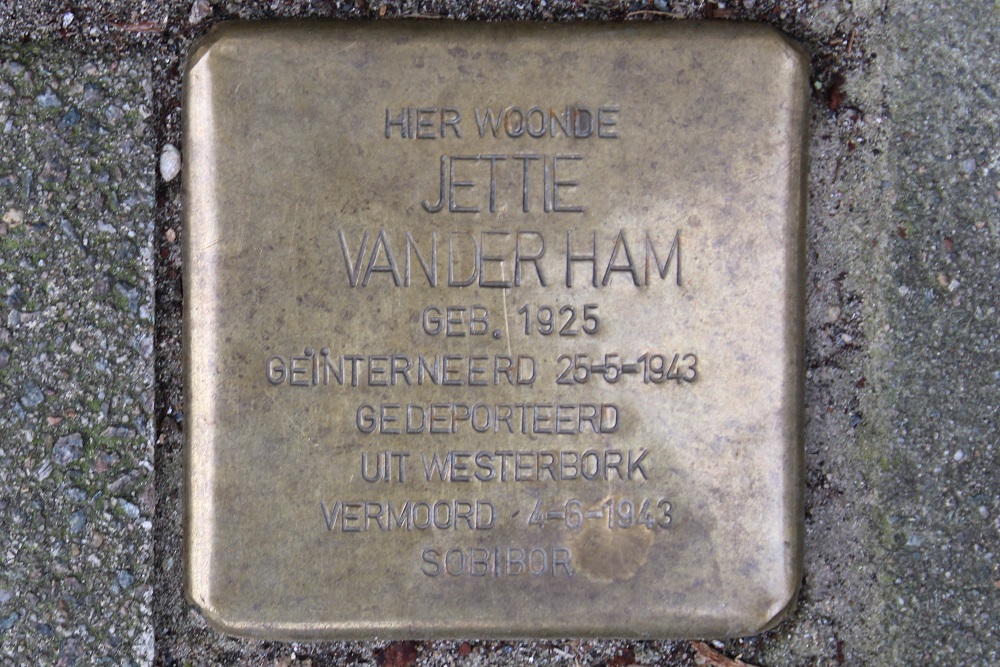 HIER WOONDE
JETTIE
VAN DER HAM
GEB. 1925
GEÏNTERNEERD 25-5-1943
GEDEPORTEERD
UIT WESTERBORK
VERMOORD 4-6-1943
SOBIBOR